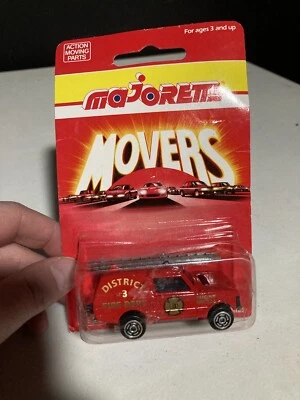 ACTION
MOVING
PARTS
For ages 3 and up
majorette
MOVERS
DISTRICT
3
FIRE DEPT